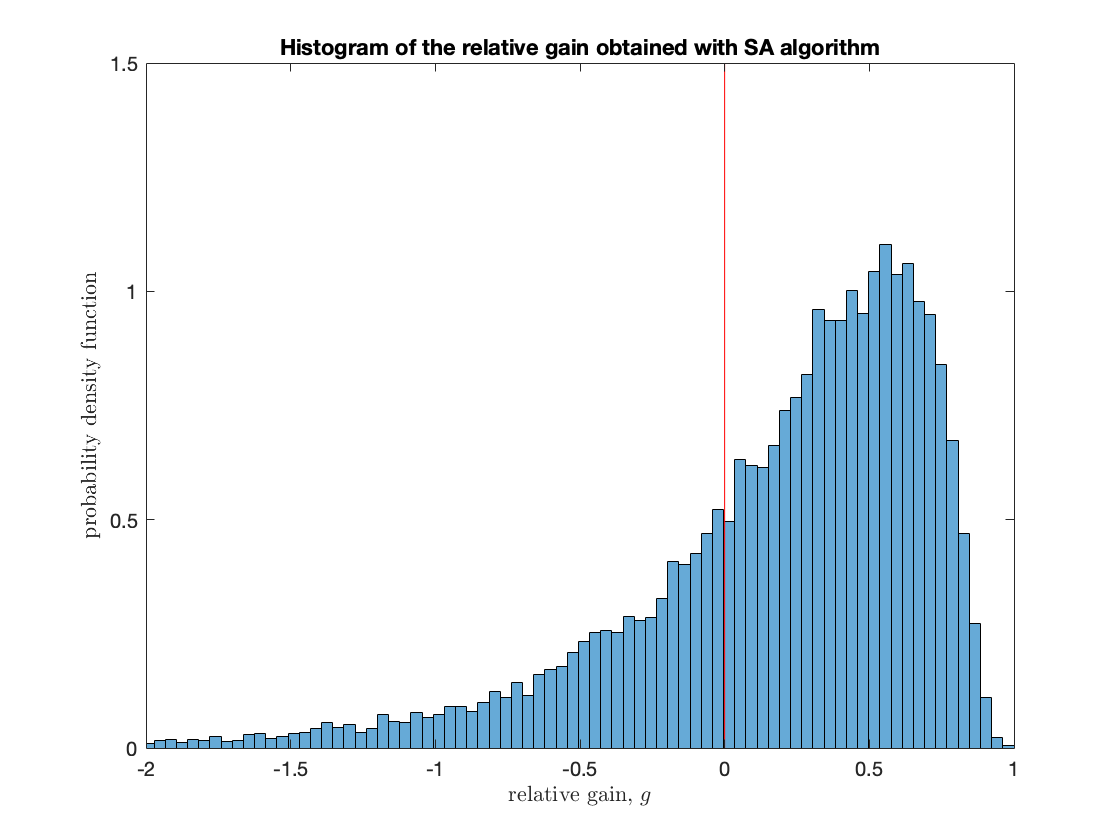 Histogram of the relative gain obtained with SA algorithm
1.5
1
0.5
0
probability density function
-2 -1.5 -1 -0.5 0 0.5 1
relative gain, g